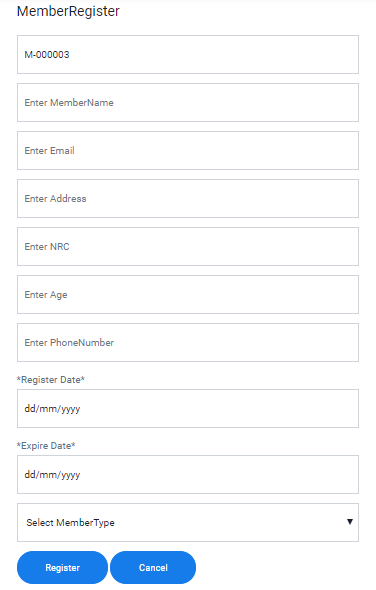 MemberRegister
M-000003
Enter MemberName
Enter Email
Enter Address
Enter NRC
Enter Age
Enter PhoneNumber
*Register Date*
dd/mm/yyyy
*Expire Date*
dd/mm/yyyy
Select MemberType
Register Cancel